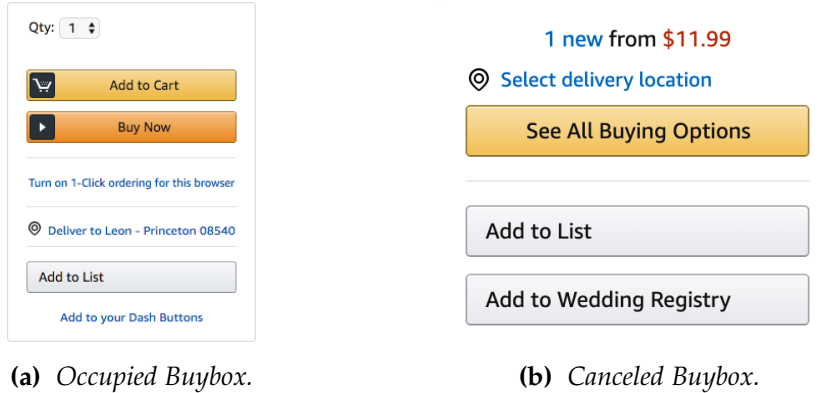 Qty: 1
Add to Cart
Buy Now
Turn on 1-Click ordering for this browser
Deliver to Leon - Princeton 08540
Add to List
Add to your Dash Buttons
(a) Occupied Buybox.
1 new from $11.99
Select delivery location
See All Buying Options
Add to List
Add to Wedding Registry
(b) Canceled Buybox.